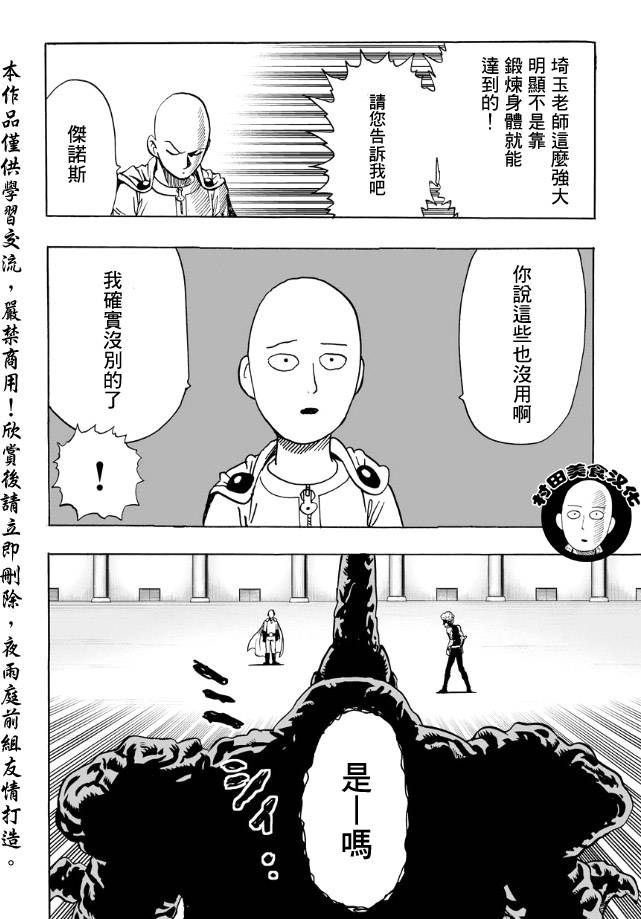 埼玉老師這麼強大
明顯不是靠
鍛煉身體就能
達到的！
請您告訴我吧
傑諾斯
你說這些也沒用啊
我確實沒別的了
！
村田美食汉化
是—嗎
シイ…
本作品僅供學習交流，嚴禁商用！欣賞後請立即刪除，夜雨庭前組友情打造。